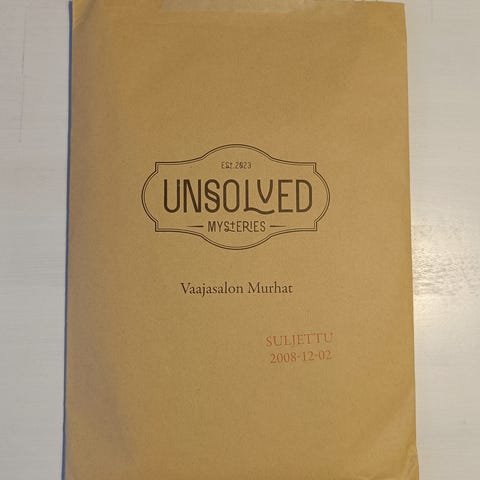 EST.2023
UNSOLVED
MYSTERIES
Vaajasalon Murhat
SULJETTU
2008-12-02